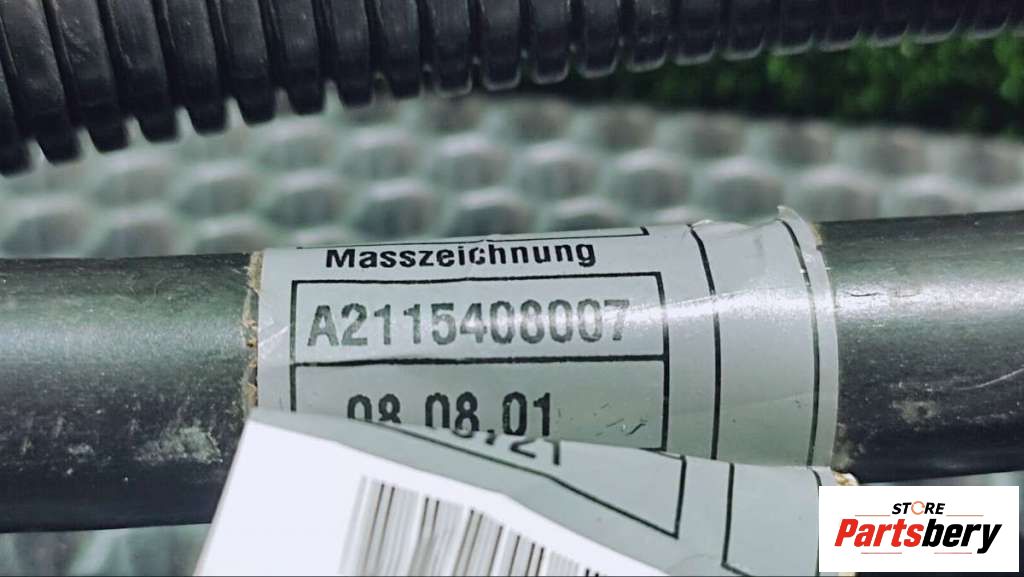 Masszeichnung
A2115408007
08.08.01
STORE
Partsbery